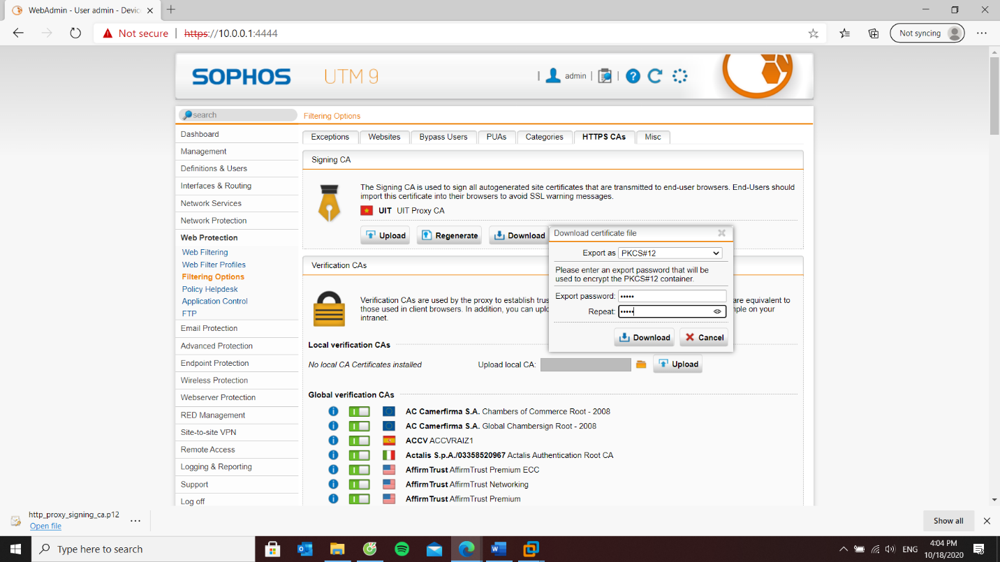 WebAdmin - User admin - Devic
Not secure
https://10.0.0.1:4444
Not syncing
SOPHOS UTM 9
admin
search
Filtering Options
Dashboard
Management
Definitions & Users
Interfaces & Routing
Network Services
Network Protection
Web Protection
Web Filtering
Web Filter Profiles
Filtering Options
Policy Helpdesk
Application Control
FTP
Email Protection
Advanced Protection
Endpoint Protection
Wireless Protection
Webserver Protection
RED Management
Site-to-site VPN
Remote Access
Logging & Reporting
Support
Log off
Exceptions Websites Bypass Users PUAs Categories HTTPS CAs Misc
Signing CA
The Signing CA is used to sign all autogenerated site certificates that are transmitted to end-user browsers. End-Users should
import this certificate into their browsers to avoid SSL warning messages.
UIT UIT Proxy CA
Upload Regenerate Download
Download certificate file
Export as PKCS#12
Please enter an export password that will be
used to encrypt the PKCS#12 container.
Export password: •••••
Repeat: •••••
Download Cancel
Verification CAs
Verification CAs are used by the proxy to establish trus are equivalent to
those used in client browsers. In addition, you can uplo mple on your
intranet.
Local verification CAs
No local CA Certificates installed Upload local CA: Upload
Global verification CAs
AC Camerfirma S.A. Chambers of Commerce Root - 2008
AC Camerfirma S.A. Global Chambersign Root - 2008
ACCV ACCVRAIZ1
Actalis S.p.A./03358520967 Actalis Authentication Root CA
AffirmTrust AffirmTrust Premium ECC
AffirmTrust AffirmTrust Networking
AffirmTrust AffirmTrust Premium
http_proxy_signing_ca.p12
Open file
Show all
Type here to search
ENG
4:04 PM
10/18/2020